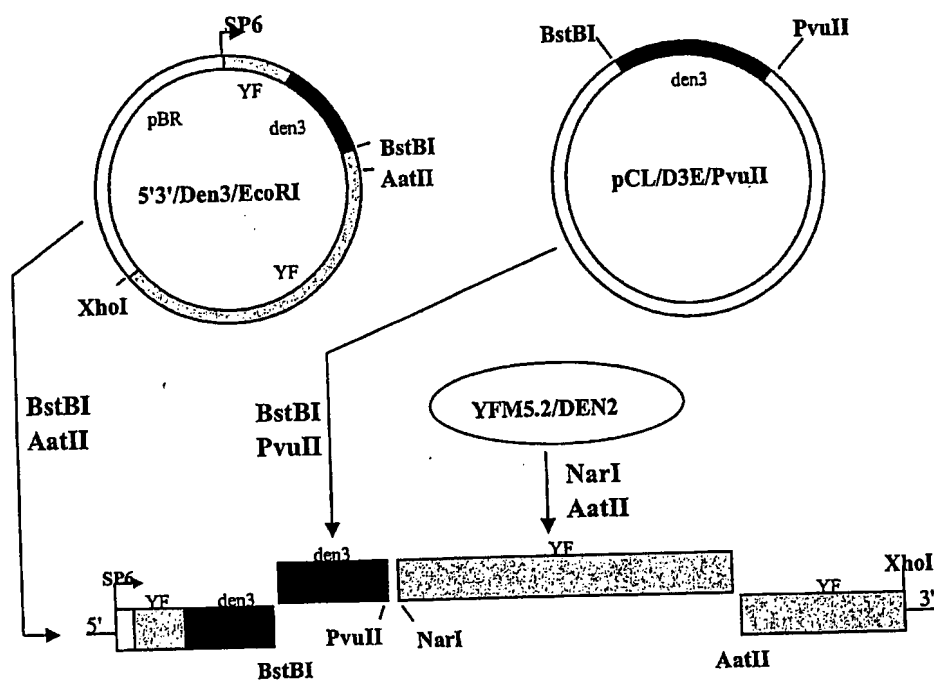 SP6
YF
pBR
den3
BstBI
AatII
5'3'/Den3/EcoRI
YF
XhoI
BstBI
PvuII
den3
pCL/D3E/PvuII
BstBI
AatII
BstBI
PvuII
YFM5.2/DEN2
NarI
AatII
den3
YF
SP6
YF
den3
XhoI
YF
5'
3'
PvuII
NarI
BstBI
AatII